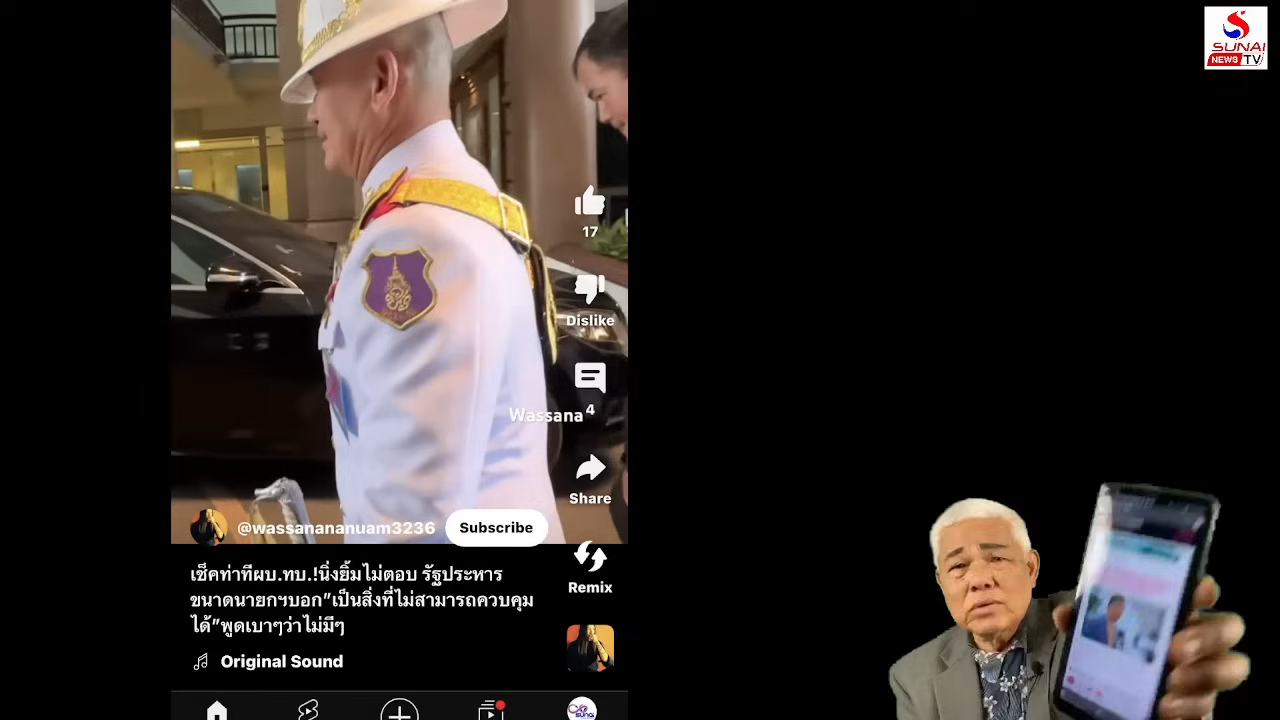 SUNAI
NEWS TV
17
Dislike
Wassana
4
Share
@wassanananuam3236
Subscribe
เช็คท่าทีผบ.ทบ.!นิ่งยิ้มไม่ตอบ รัฐประหาร
ขนาดนายกฯบอก”เป็นสิ่งที่ไม่สามารถควบคุม
ได้”พูดเบาๆว่าไม่มีๆ
Remix
Original Sound